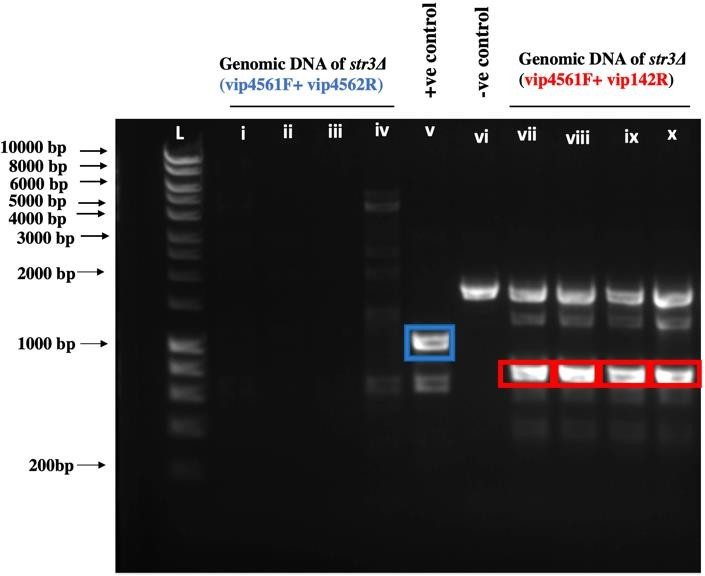 Genomic DNA of str3Δ
(vip4561F+ vip4562R)
+ve control
-ve control
Genomic DNA of str3Δ
(vip4561F+ vip142R)
L i ii iii iv v vi vii viii ix x
10000 bp
8000 bp
6000 bp
5000 bp
4000 bp
3000 bp
2000 bp
1000 bp
200bp